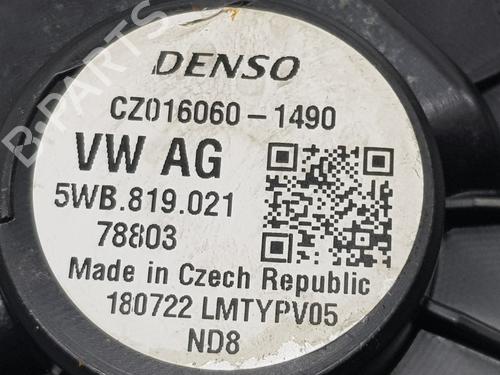 DENSO
CZ016060-1490
VW AG
5WB.819.021
78803
Made in Czech Republic
180722 LMTYPV05
ND8
B-PARTS